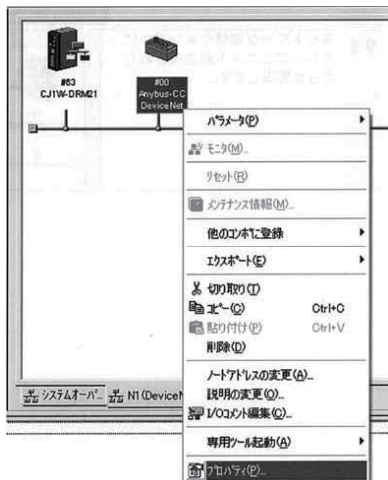 #63
CJ1W-DRM21
#00
Anybus-CC
DeviceNet
パラメータ(P)
モニタ(M)...
リセット(R)
メンテナンス情報(M)...
他のコンポに登録
エクスポート(E)
切り取り(T)
コピー(C) Ctrl+C
貼り付け(P) Ctrl+V
削除(D)
ノードアドレスの変更(A)...
説明の変更(O)...
I/Oコメント編集(C)...
専用ツール起動(A)
プロパティ(P)...
システムオーバ
N1 (DeviceN